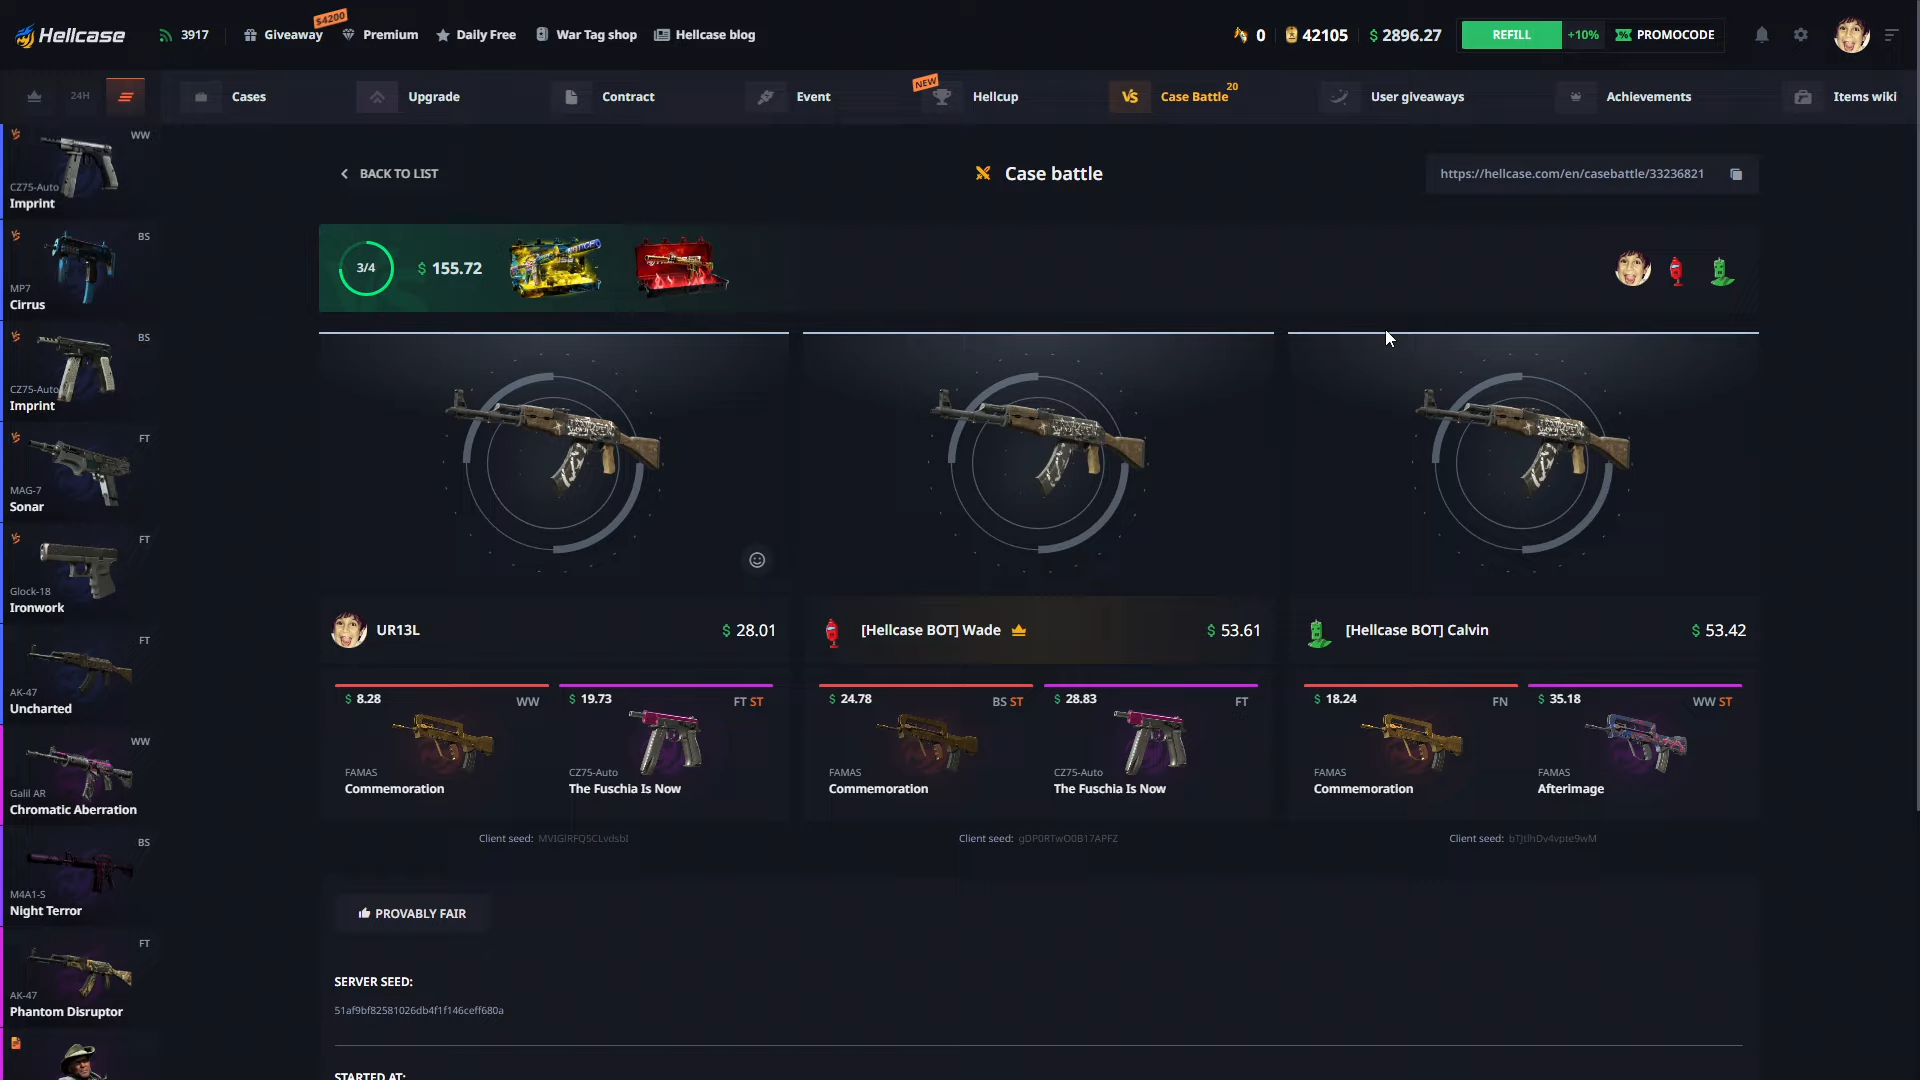 Hellcase
3917
Giveaway
$4200
Premium
Daily Free
War Tag shop
Hellcase blog
0
42105
$ 2896.27
REFILL
+10%
PROMOCODE
24H
Cases
Upgrade
Contract
Event
NEW
Hellcup
VS
Case Battle
20
User giveaways
Achievements
Items wiki
WW
CZ75-Auto
Imprint
BS
MP7
Cirrus
BS
CZ75-Auto
Imprint
FT
MAG-7
Sonar
FT
Glock-18
Ironwork
FT
AK-47
Uncharted
WW
Galil AR
Chromatic Aberration
BS
M4A1-S
Night Terror
FT
AK-47
Phantom Disruptor
BACK TO LIST
Case battle
https://hellcase.com/en/casebattle/33236821
3/4
$ 155.72
UR13L
$ 28.01
[Hellcase BOT] Wade
$ 53.61
[Hellcase BOT] Calvin
$ 53.42
$ 8.28
WW
FAMAS
Commemoration
$ 19.73
FT ST
CZ75-Auto
The Fuschia Is Now
$ 24.78
BS ST
FAMAS
Commemoration
$ 28.83
FT
CZ75-Auto
The Fuschia Is Now
$ 18.24
FN
FAMAS
Commemoration
$ 35.18
WW ST
FAMAS
Afterimage
Client seed:
Client seed:
Client seed:
PROVABLY FAIR
SERVER SEED:
51af9bf82581026db4f1f146ceff680a
STARTED AT: